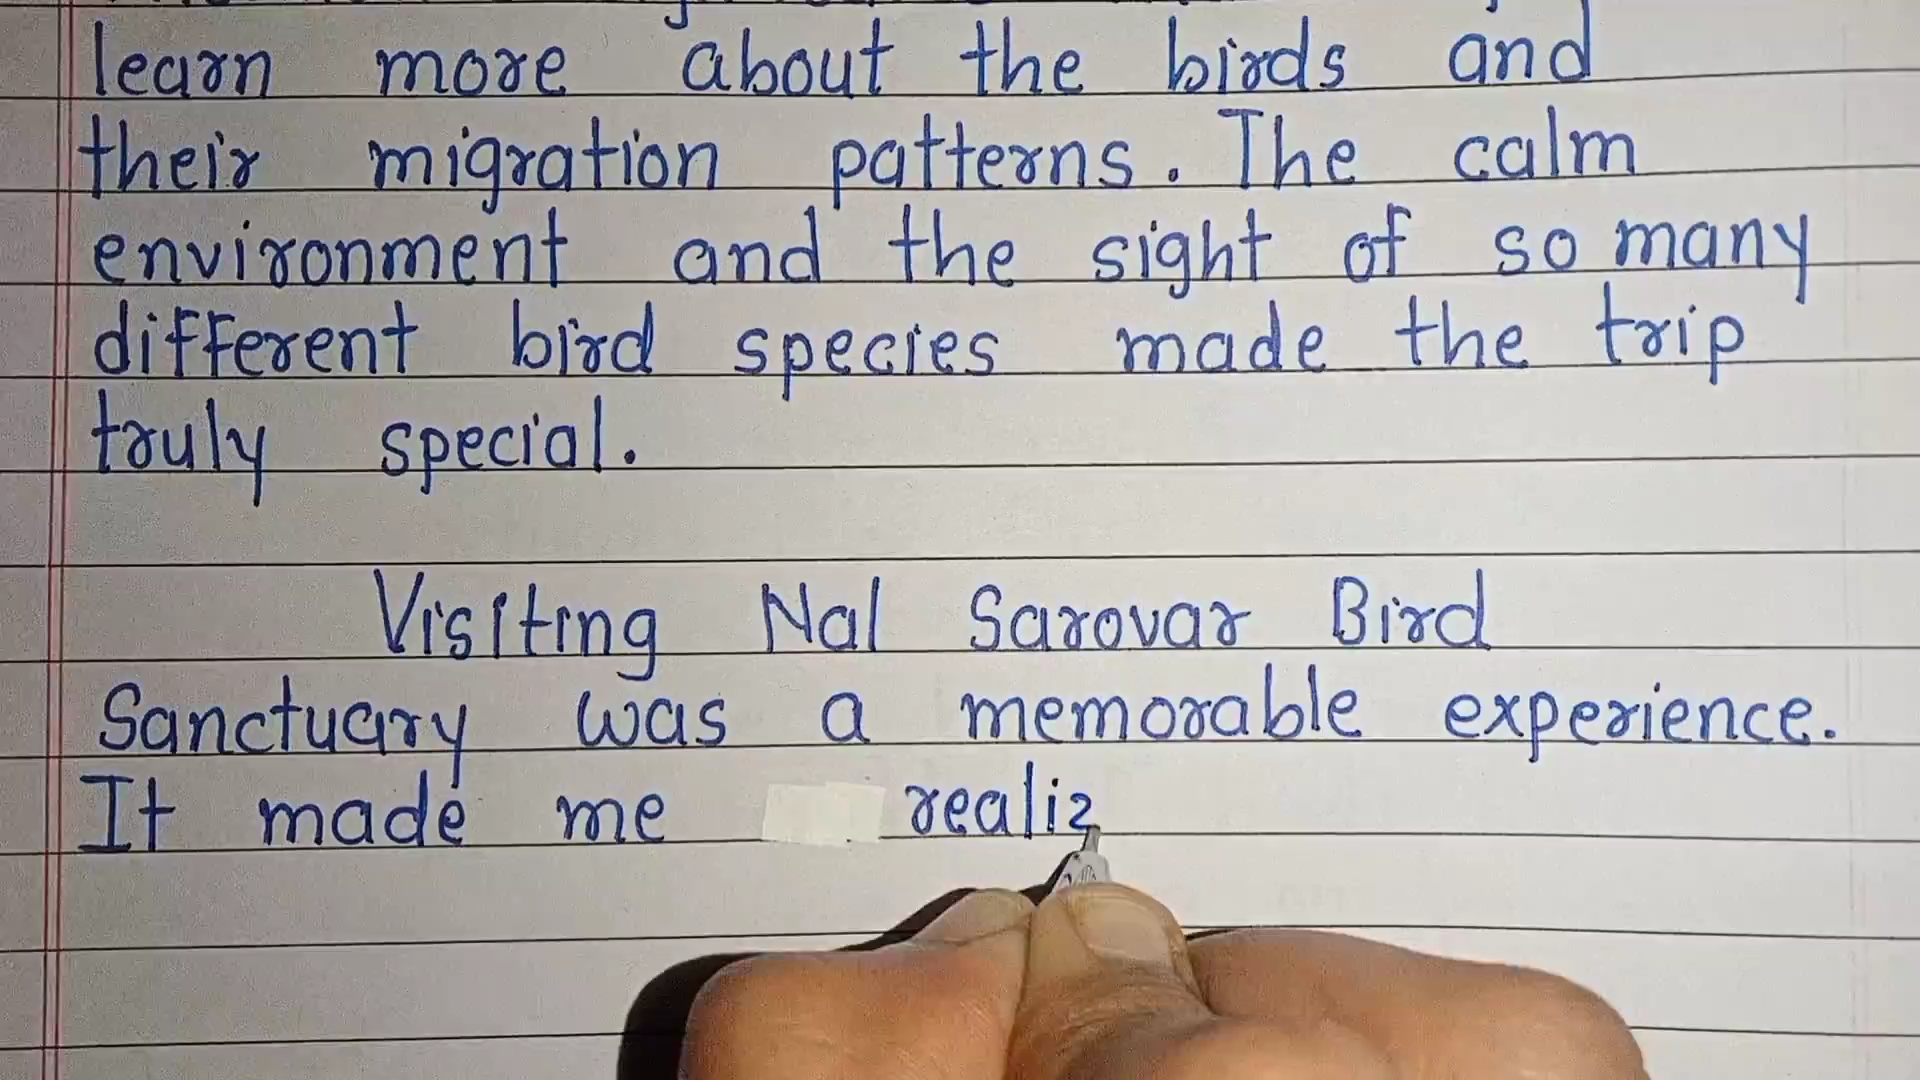 learn more about the birds and
their migration patterns. The calm
environment and the sight of so many
different bird species made the trip
truly special.
Visiting Nal Sarovar Bird
Sanctuary was a memorable experience.
It made me realiz